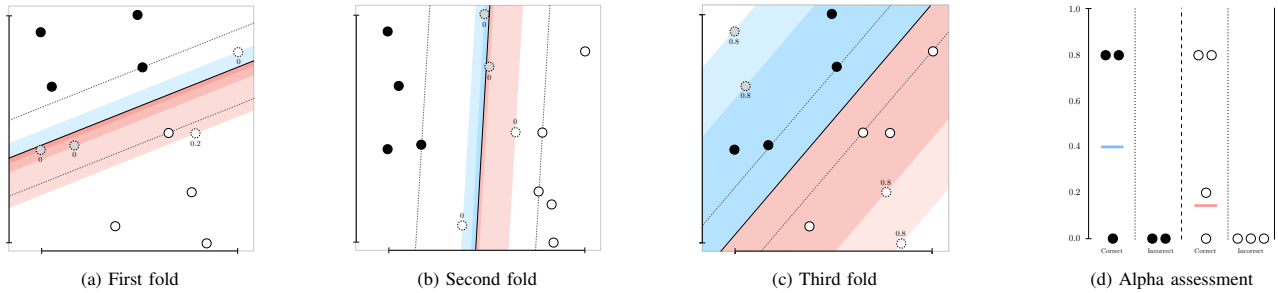 0
0
0
0.2
(a) First fold
0
0
0
0
(b) Second fold
0.8
0.8
0.8
0.8
(c) Third fold
1.0
0.8
0.6
0.4
0.2
0.0
Correct
Incorrect
Correct
Incorrect
(d) Alpha assessment